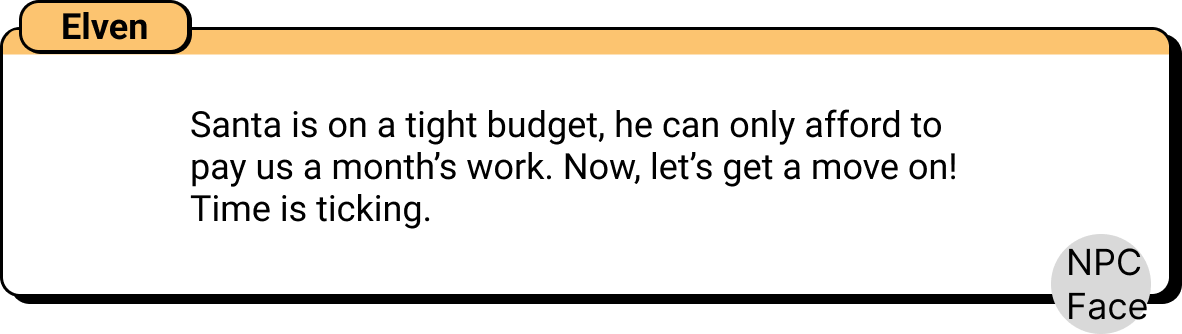 Elven
Santa is on a tight budget, he can only afford to
pay us a month’s work. Now, let’s get a move on!
Time is ticking.
NPC
Face